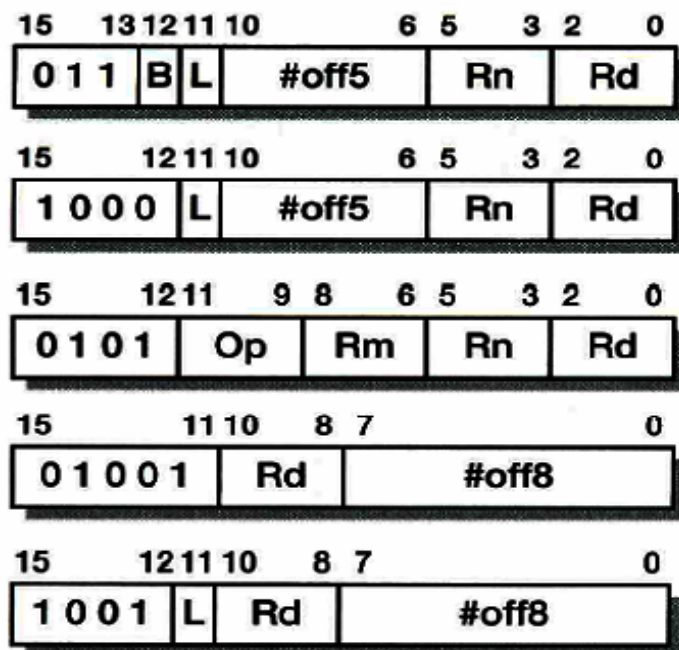 15 13 12 11 10 6 5 3 2 0
0 1 1 B L #off5 Rn Rd
15 12 11 10 6 5 3 2 0
1 0 0 0 L #off5 Rn Rd
15 12 11 9 8 6 5 3 2 0
0 1 0 1 Op Rm Rn Rd
15 11 10 8 7 0
0 1 0 0 1 Rd #off8
15 12 11 10 8 7 0
1 0 0 1 L Rd #off8